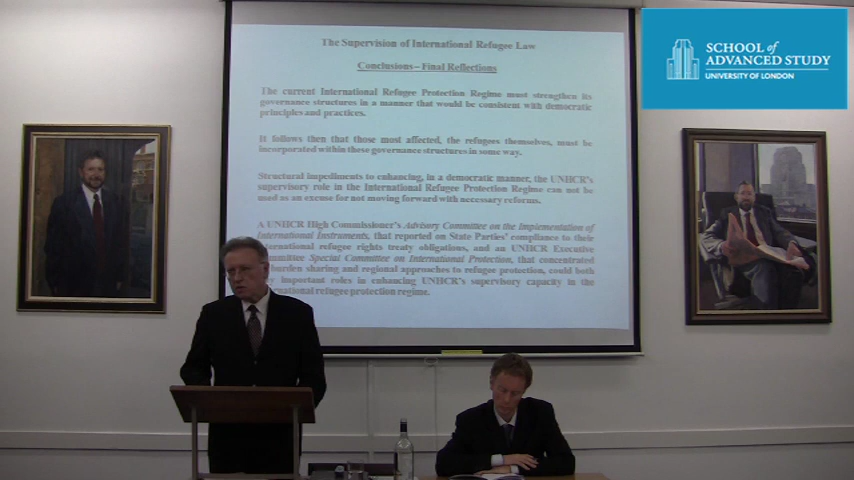 The Supervision of International Refugee Law
Conclusions – Final Reflections
The current International Refugee Protection Regime must strengthen its
governance structures in a manner that would be consistent with democratic
principles and practices.
It follows then that those most affected, the refugees themselves, must be
incorporated within these governance structures in some way.
Structural impediments to enhancing, in a democratic manner, the UNHCR's
supervisory role in the International Refugee Protection Regime can not be
used as an excuse for not moving forward with necessary reforms.
A UNHCR High Commissioner's Advisory Committee on the Implementation of
International Instruments, that reported on State Parties' compliance to their
international refugee rights treaty obligations, and an UNHCR Executive
Committee Special Committee on International Protection, that concentrated
burden sharing and regional approaches to refugee protection, could both
important roles in enhancing UNHCR's supervisory capacity in the
international refugee protection regime.
SCHOOL of
ADVANCED STUDY
UNIVERSITY OF LONDON